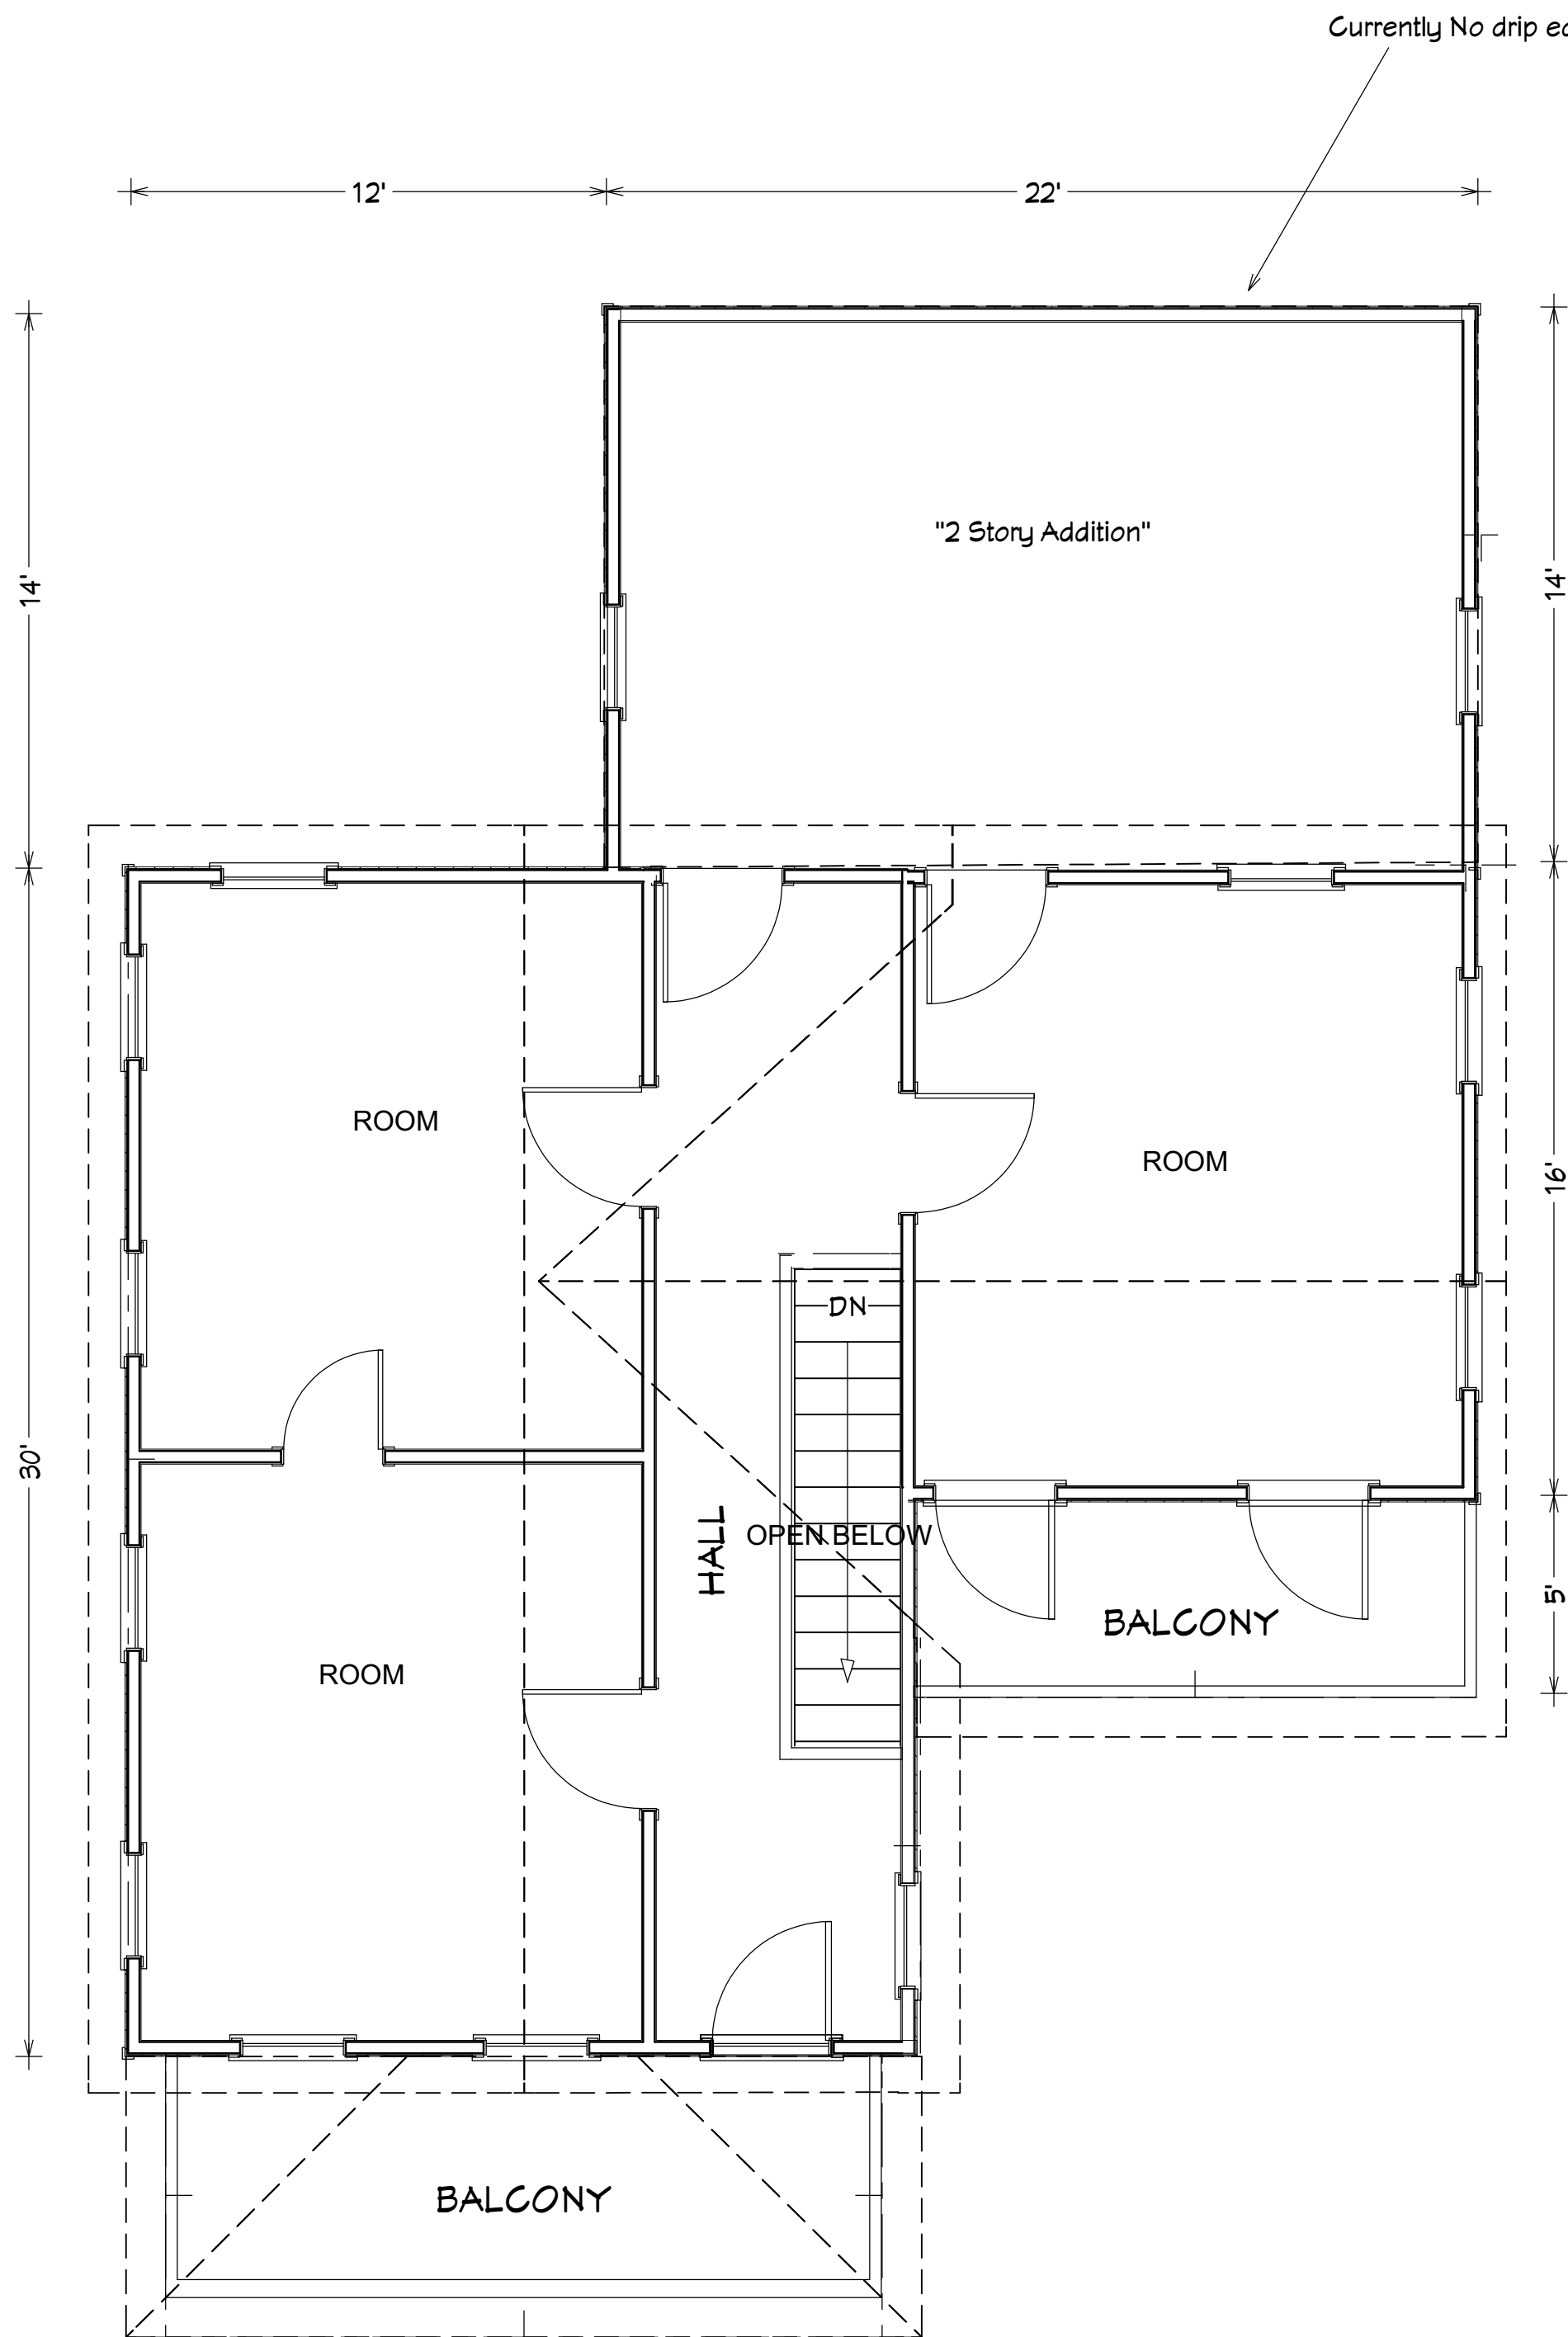 Currently No drip
12'
22'
14'
14'
"2 Story Addition"
ROOM
ROOM
16'
DN
30'
HALL
OPEN BELOW
5'
BALCONY
ROOM
BALCONY